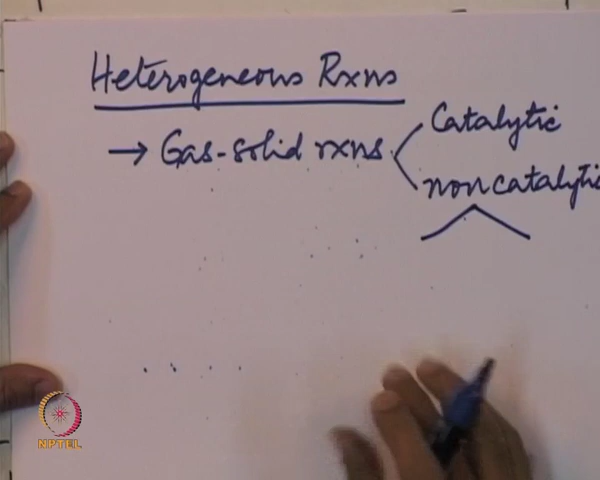 Heterogeneous Rxns
→ Gas-solid rxns
Catalytic
noncatalytic
NPTEL